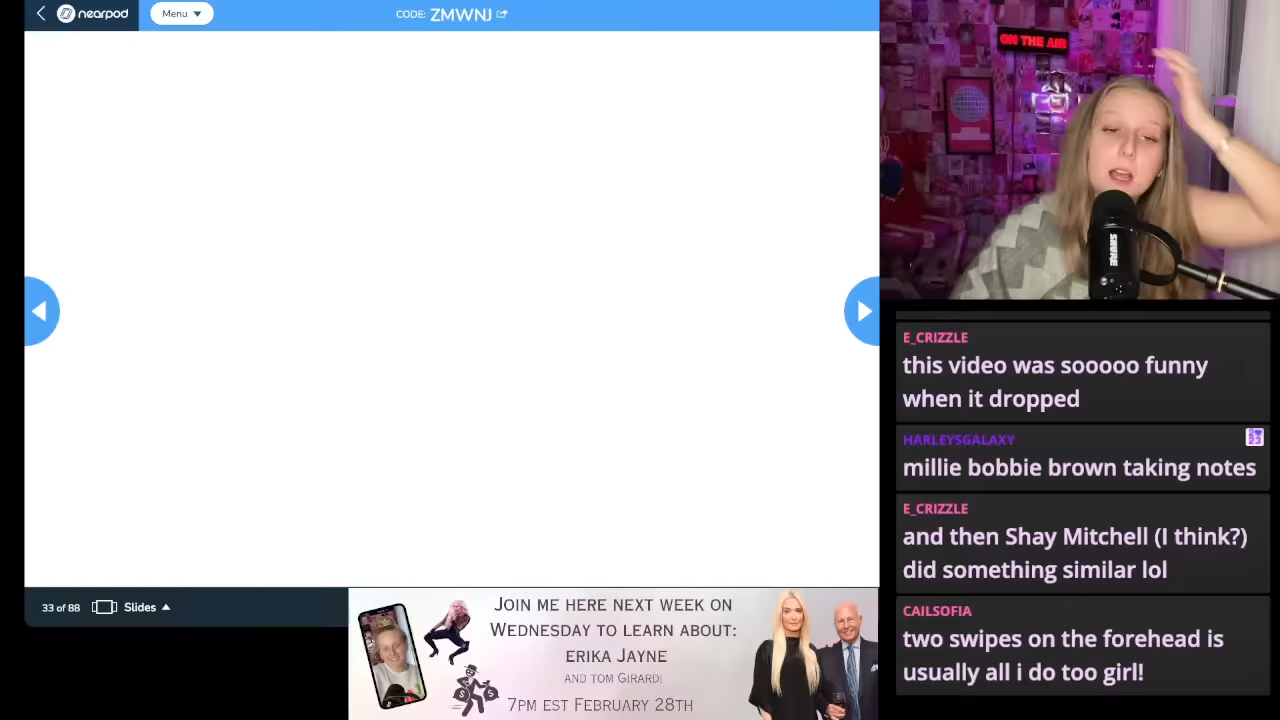 nearpod
Menu
CODE: ZMWNJ
ON THE AIR
SHURE
E_CRIZZLE
this video was sooooo funny
when it dropped
HARLEYSGALAXY
millie bobbie brown taking notes
E_CRIZZLE
and then Shay Mitchell (I think?)
did something similar lol
CAILSOFIA
two swipes on the forehead is
usually all i do too girl!
33 of 88
Slides
JOIN ME HERE NEXT WEEK ON
WEDNESDAY TO LEARN ABOUT:
ERIKA JAYNE
AND TOM GIRARDI
7PM EST FEBRUARY 28TH